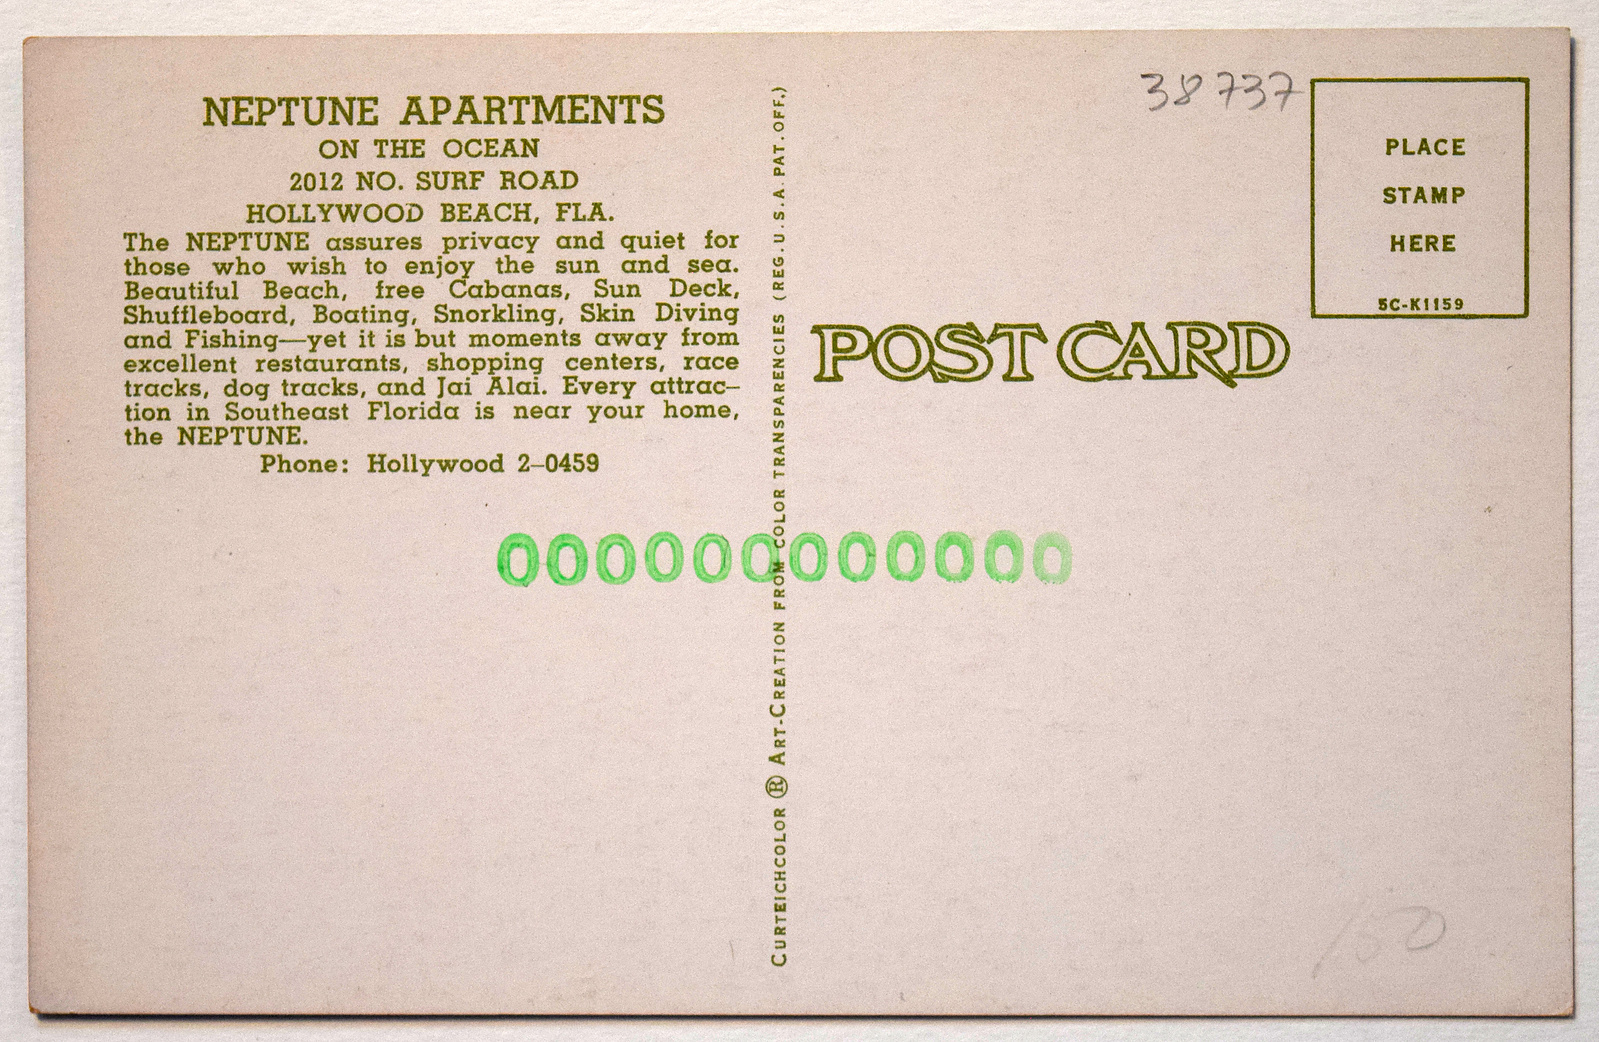 NEPTUNE APARTMENTS
ON THE OCEAN
2012 NO. SURF ROAD
HOLLYWOOD BEACH, FLA.
The NEPTUNE assures privacy and quiet for
those who wish to enjoy the sun and sea.
Beautiful Beach, free Cabanas, Sun Deck,
Shuffleboard, Boating, Snorkling, Skin Diving
and Fishing—yet it is but moments away from
excellent restaurants, shopping centers, race
tracks, dog tracks, and Jai Alai. Every attrac–
tion in Southeast Florida is near your home,
the NEPTUNE.
Phone: Hollywood 2–0459
000000000000
CURTEICHCOLOR ® ART-CREATION FROM COLOR TRANSPARENCIES (REG. U.S.A. PAT. OFF.)
38737
PLACE
STAMP
HERE
5C-K1159
POST CARD
150